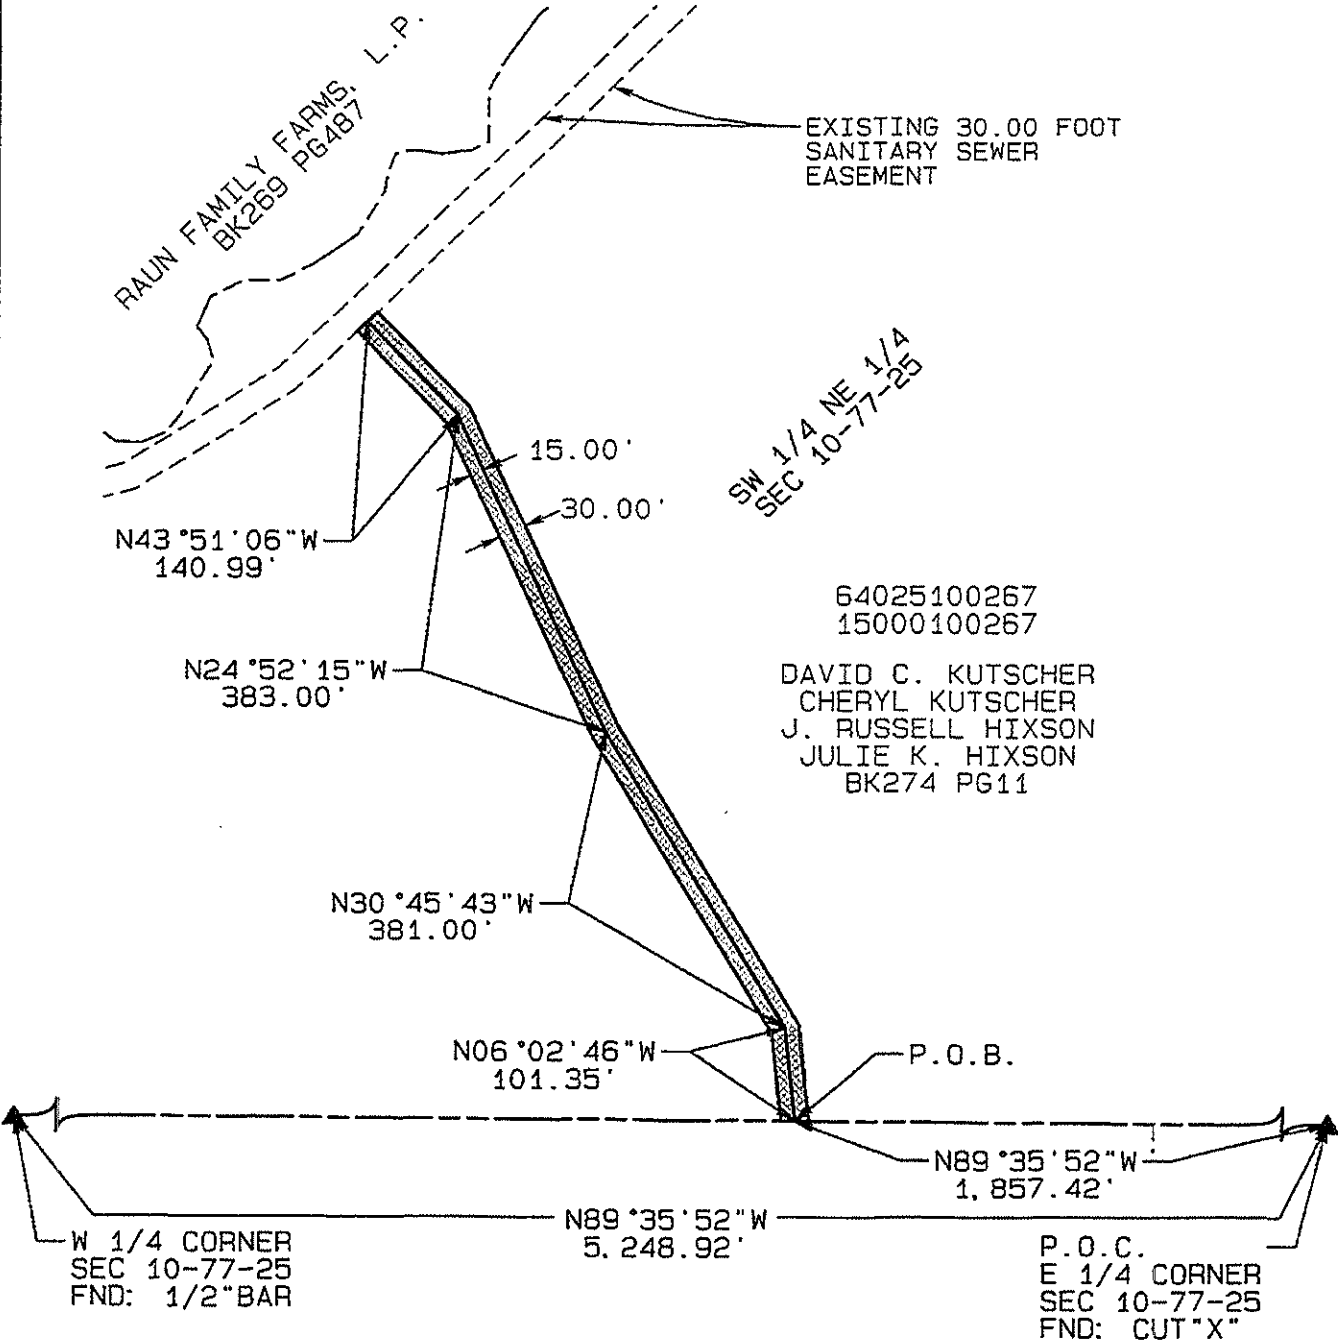 RAUN FAMILY FARMS, L.P.
BK269 PG487
EXISTING 30.00 FOOT
SANITARY SEWER
EASEMENT
SW 1/4 NE 1/4
SEC 10-77-25
15.00'
30.00'
N43°51'06"W
140.99'
64025100267
15000100267
DAVID C. KUTSCHER
CHERYL KUTSCHER
J. RUSSELL HIXSON
JULIE K. HIXSON
BK274 PG11
N24°52'15"W
383.00'
N30°45'43"W
381.00'
N06°02'46"W
101.35'
P.O.B.
N89°35'52"W
1,857.42'
N89°35'52"W
5,248.92'
W 1/4 CORNER
SEC 10-77-25
FND: 1/2"BAR
P.O.C.
E 1/4 CORNER
SEC 10-77-25
FND: CUT"X"